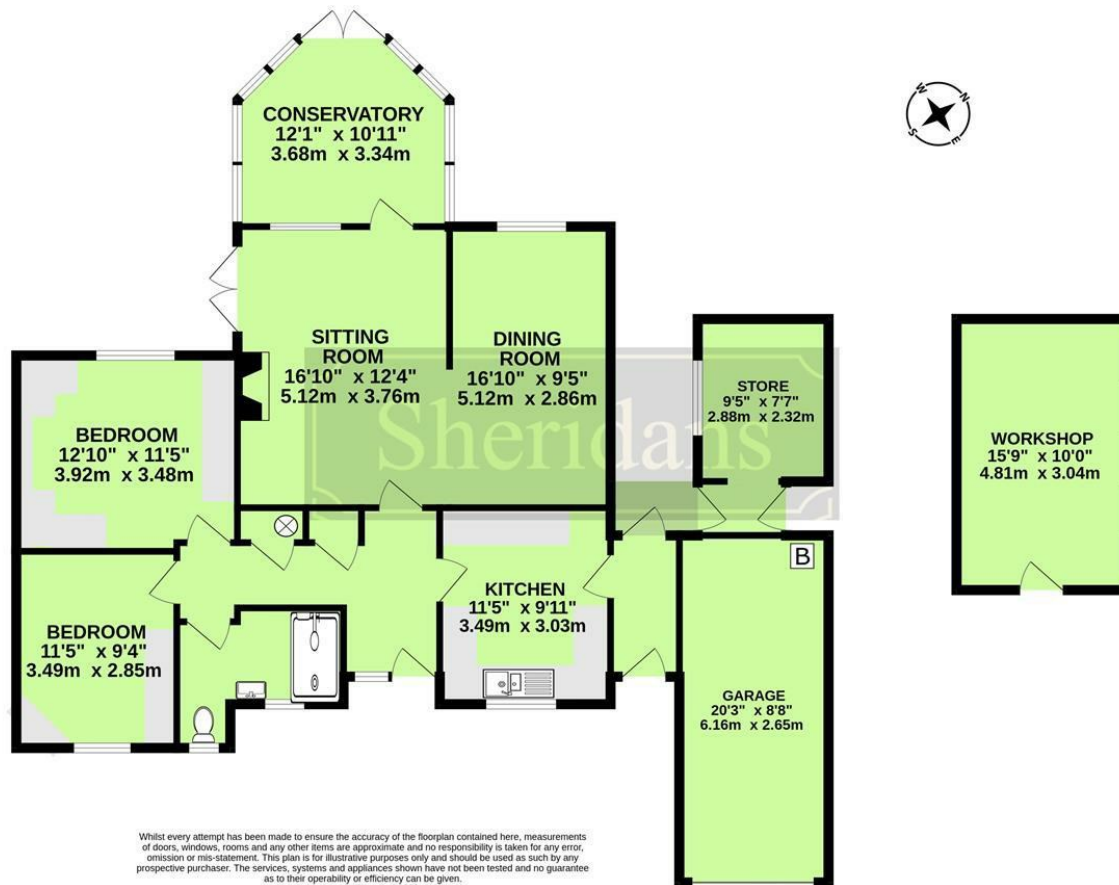 CONSERVATORY
12'1" x 10'11"
3.68m x 3.34m
W
N
S
E
SITTING
ROOM
16'10" x 12'4"
5.12m x 3.76m
DINING
ROOM
16'10" x 9'5"
5.12m x 2.86m
STORE
9'5" x 7'7"
2.88m x 2.32m
WORKSHOP
15'9" x 10'0"
4.81m x 3.04m
BEDROOM
12'10" x 11'5"
3.92m x 3.48m
Sheridans
B
KITCHEN
11'5" x 9'11"
3.49m x 3.03m
BEDROOM
11'5" x 9'4"
3.49m x 2.85m
GARAGE
20'3" x 8'8"
6.16m x 2.65m
Whilst every attempt has been made to ensure the accuracy of the floorplan contained here, measurements
of doors, windows, rooms and any other items are approximate and no responsibility is taken for any error,
omission or mis-statement. This plan is for illustrative purposes only and should be used as such by any
prospective purchaser. The services, systems and appliances shown have not been tested and no guarantee
as to their operability or efficiency can be given.